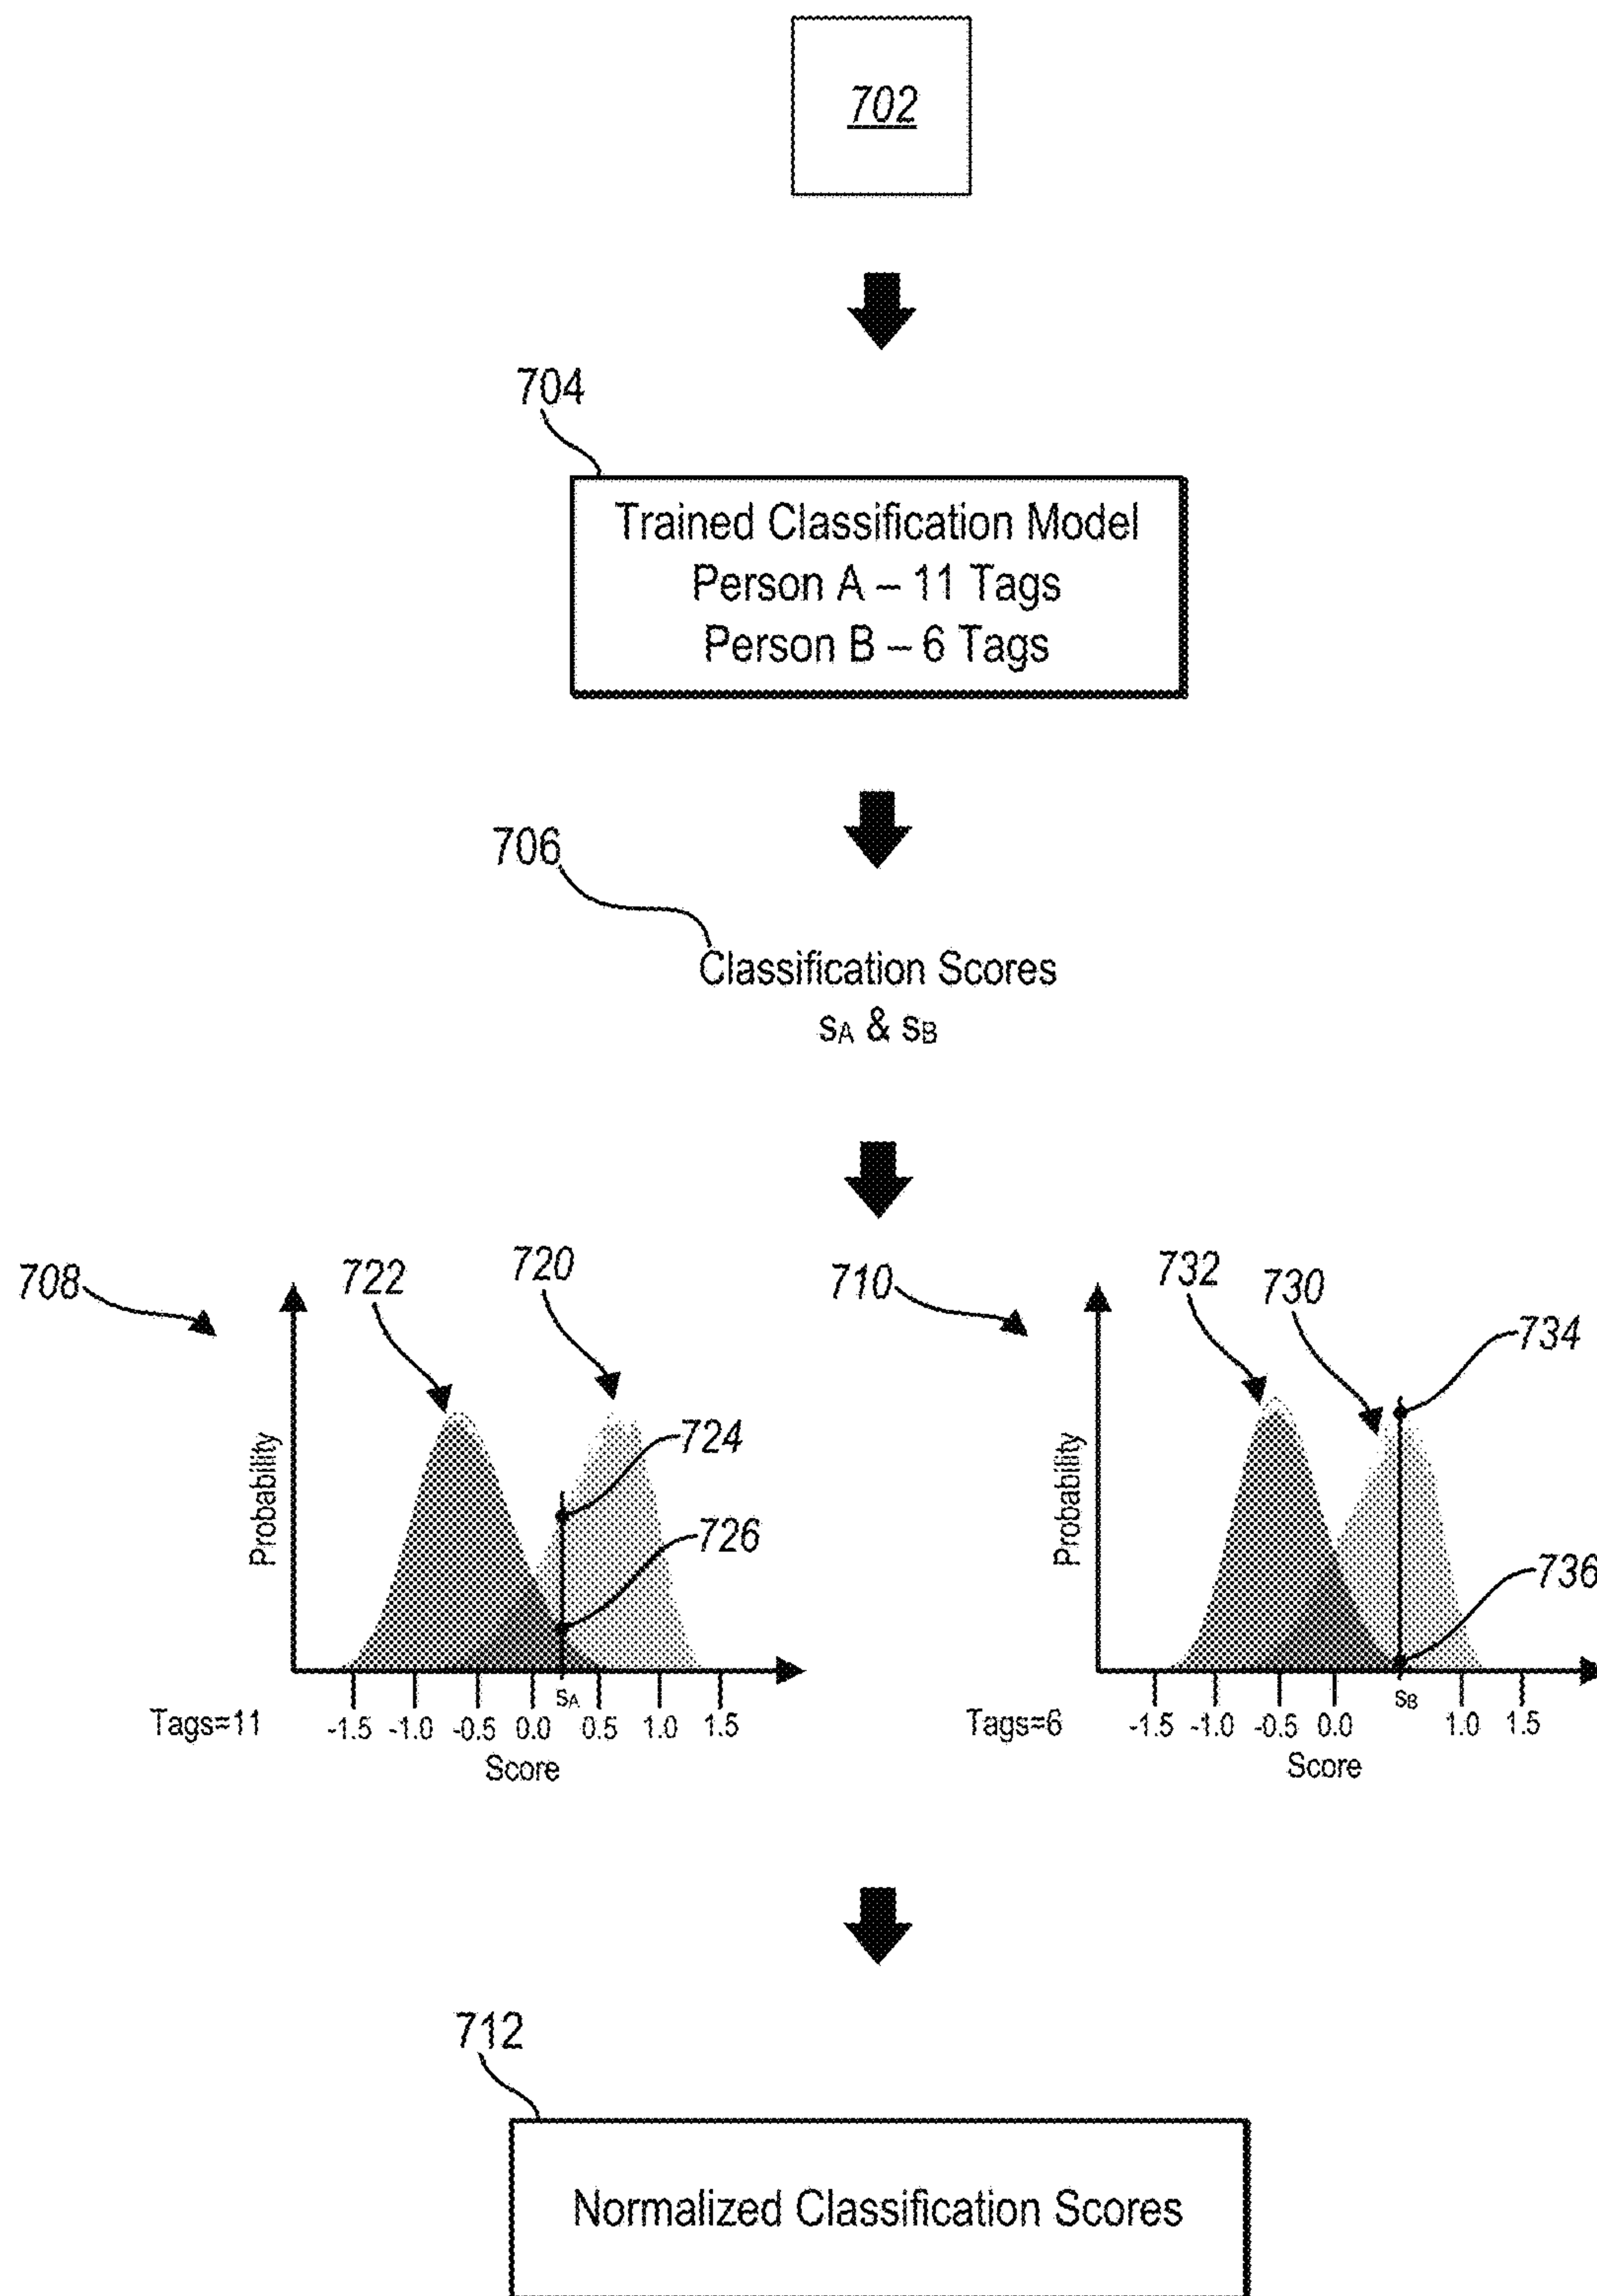 702
704
Trained Classification Model
Person A – 11 Tags
Person B – 6 Tags
706
Classification Scores
sA & sB
708
722
720
724
726
Probability
sA
Tags=11
-1.5 -1.0 -0.5 0.0 0.5 1.0 1.5
Score
710
732
730
734
736
Probability
sB
Tags=6
-1.5 -1.0 -0.5 0.0 1.0 1.5
Score
712
Normalized Classification Scores